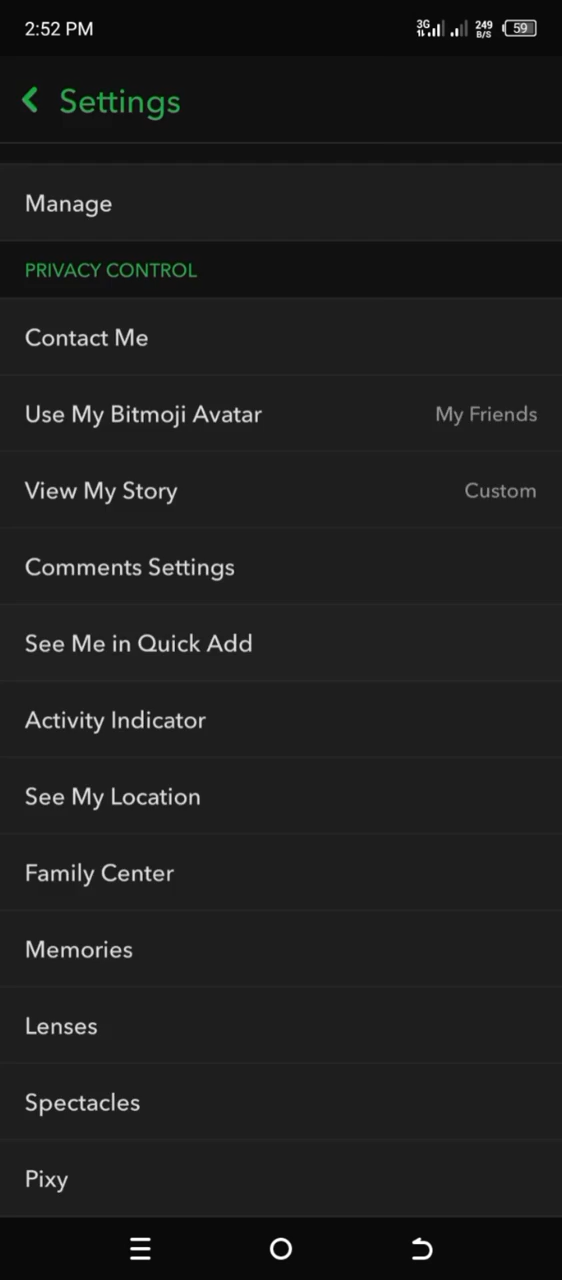 2:52 PM 3G 249 B/S 59
Settings
Manage
PRIVACY CONTROL
Contact Me
Use My Bitmoji Avatar My Friends
View My Story Custom
Comments Settings
See Me in Quick Add
Activity Indicator
See My Location
Family Center
Memories
Lenses
Spectacles
Pixy